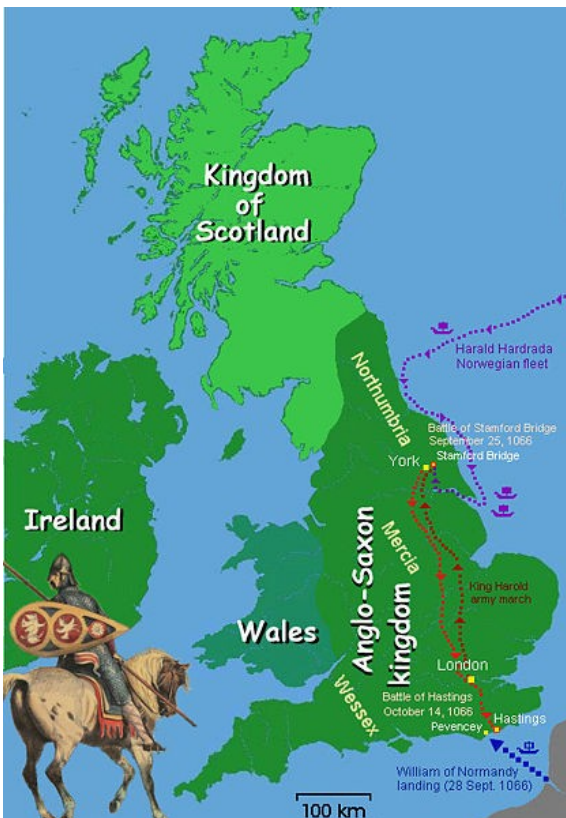 Kingdom
of
Scotland
Harald Hardrada
Norwegian fleet
Northumbria
Battle of Stamford Bridge
September 25, 1066
Stamford Bridge
York
Ireland
Mercia
Anglo-Saxon
kingdom
King Harold
army march
Wales
London
Wessex
Battle of Hastings
October 14, 1066
Hastings
Pevencey
William of Normandy
landing (28 Sept. 1066)
100 km